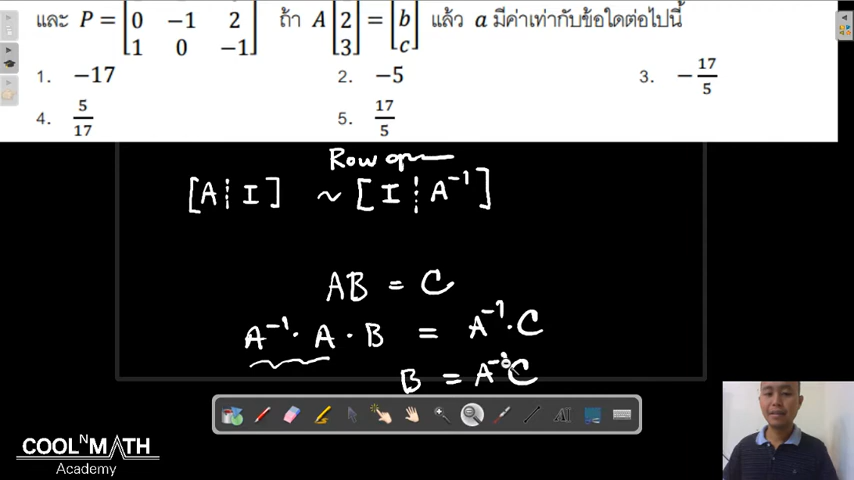 และ P = [0 −1 2] ถ้า A [2] = [b] แล้ว a มีค่าเท่ากับข้อใดต่อไปนี้
[1 0 −1] [3] [c]
1. −17 2. −5 3. −17/5
4. 5/17 5. 17/5
Row
[A ⋮ I] ~ [I ⋮ A⁻¹]
AB = C
A⁻¹ · A · B = A⁻¹ · C
B = A⁻¹C
COOL N MATH
Academy